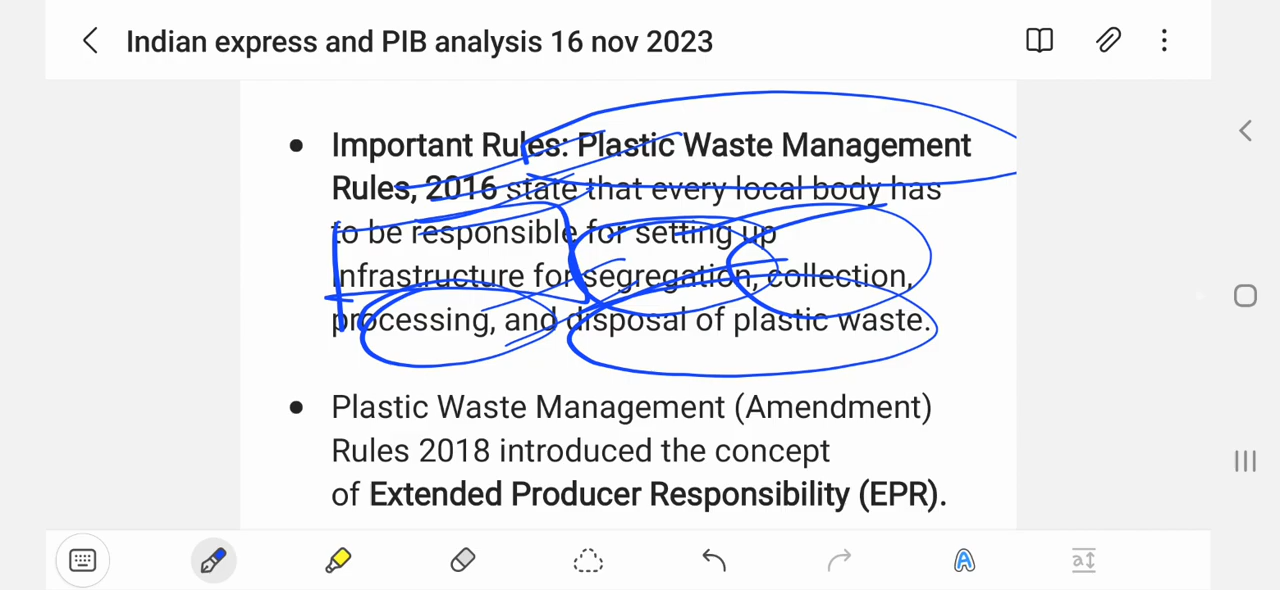 Indian express and PIB analysis 16 nov 2023
• Important Rules: Plastic Waste Management
Rules, 2016 state that every local body has
to be responsible for setting up
infrastructure for segregation, collection,
processing, and disposal of plastic waste.
• Plastic Waste Management (Amendment)
Rules 2018 introduced the concept
of Extended Producer Responsibility (EPR).